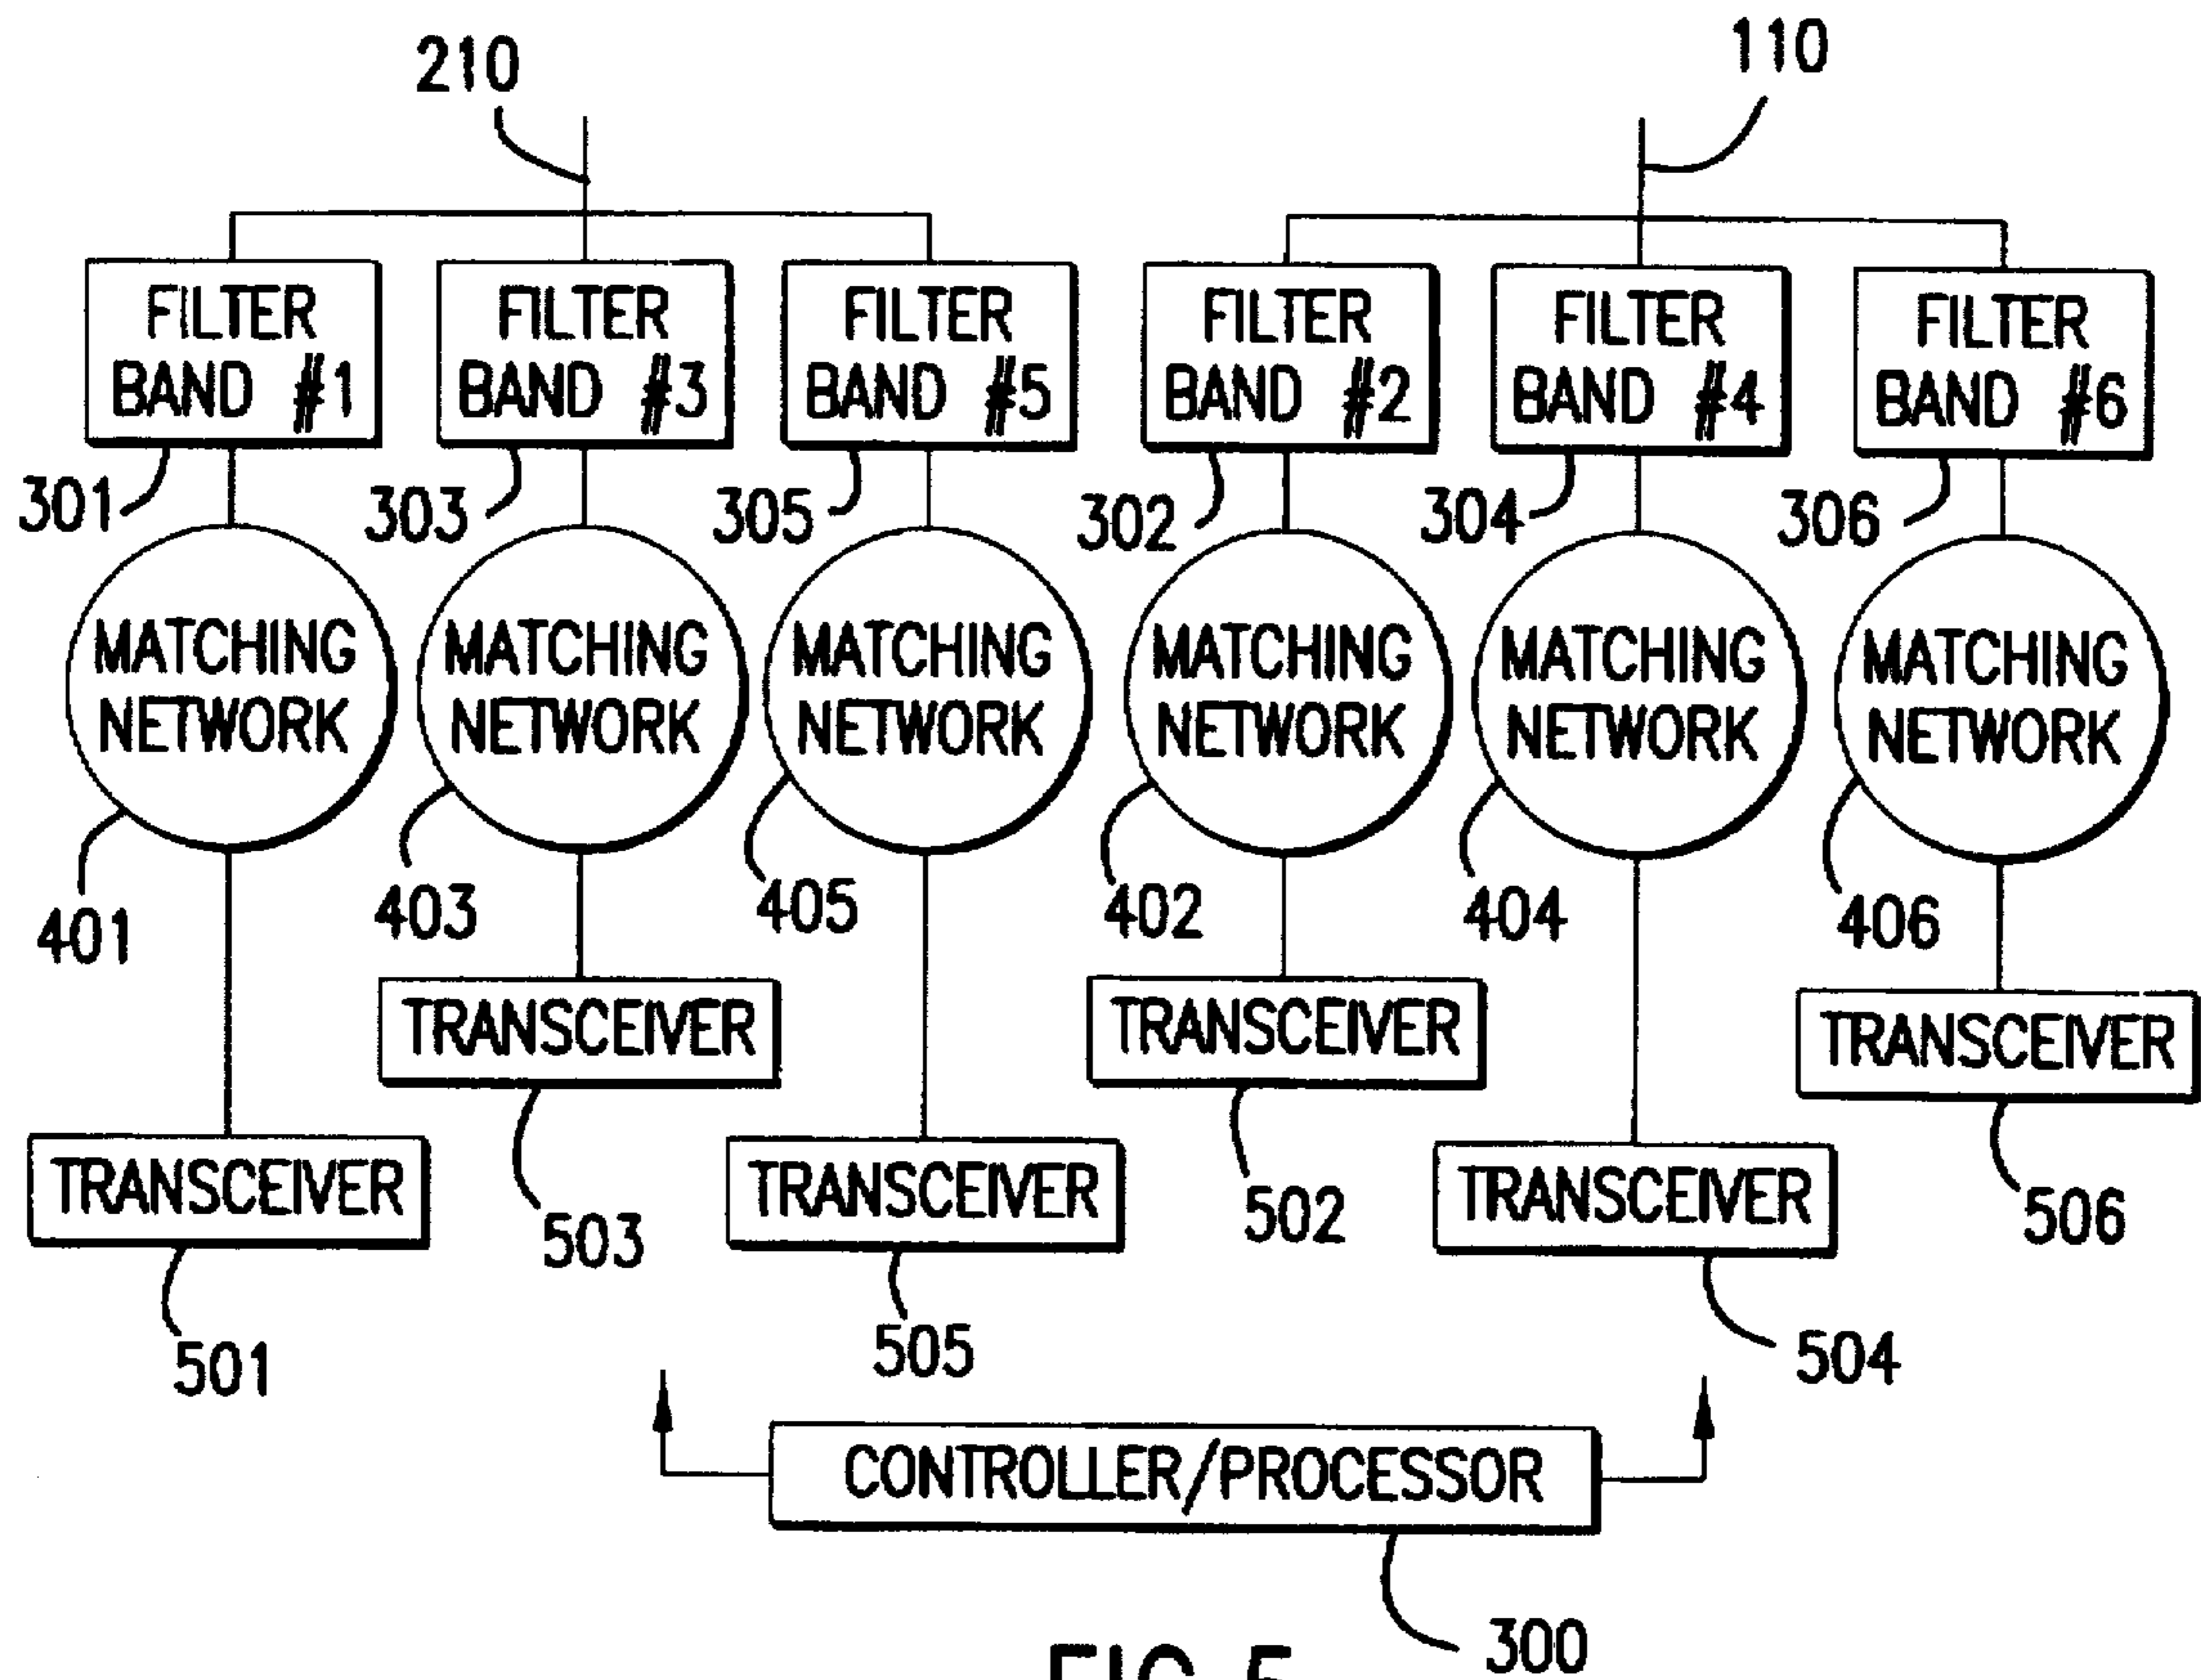 210
110
FILTER
BAND #1
FILTER
BAND #3
FILTER
BAND #5
FILTER
BAND #2
FILTER
BAND #4
FILTER
BAND #6
301
303
305
302
304
306
MATCHING
NETWORK
MATCHING
NETWORK
MATCHING
NETWORK
MATCHING
NETWORK
MATCHING
NETWORK
MATCHING
NETWORK
401
403
405
402
404
406
TRANSCEIVER
TRANSCEIVER
TRANSCEIVER
TRANSCEIVER
TRANSCEIVER
TRANSCEIVER
503
502
506
501
505
504
CONTROLLER/PROCESSOR
300
FIG. 5